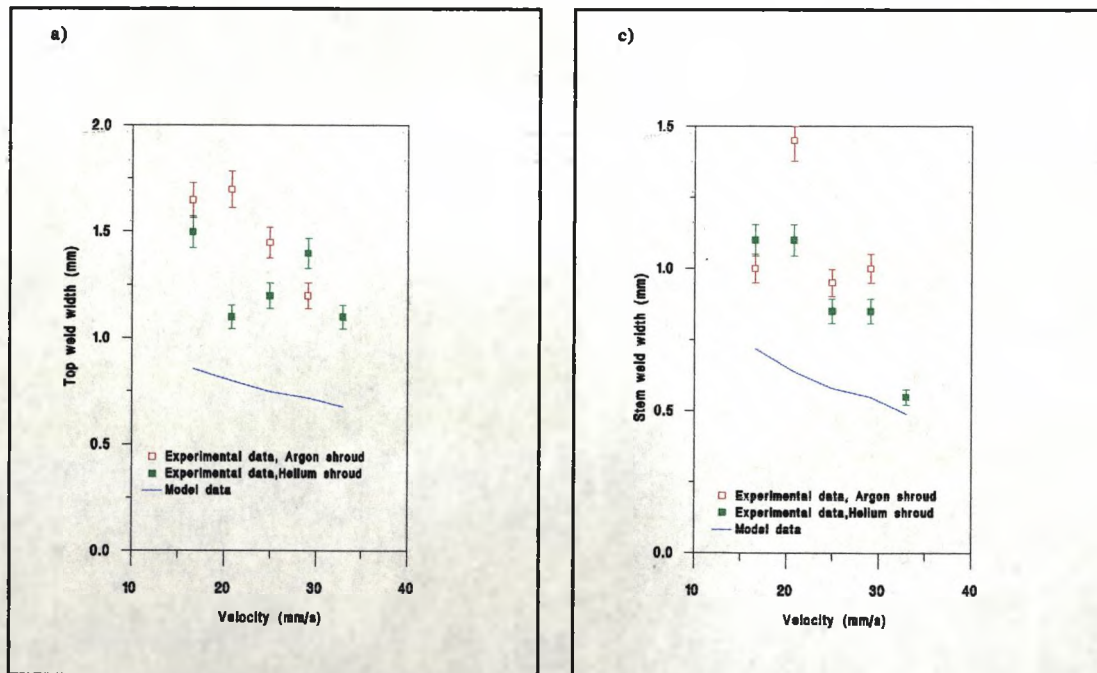 a)
2.0
1.5
1.0
0.5
0.0
Top weld width (mm)
Experimental data, Argon shroud
Experimental data,Helium shroud
Model data
10 20 30 40
Velocity (mm/s)
c)
1.5
1.0
0.5
0.0
Stem weld width (mm)
Experimental data, Argon shroud
Experimental data,Helium shroud
Model data
10 20 30 40
Velocity (mm/s)